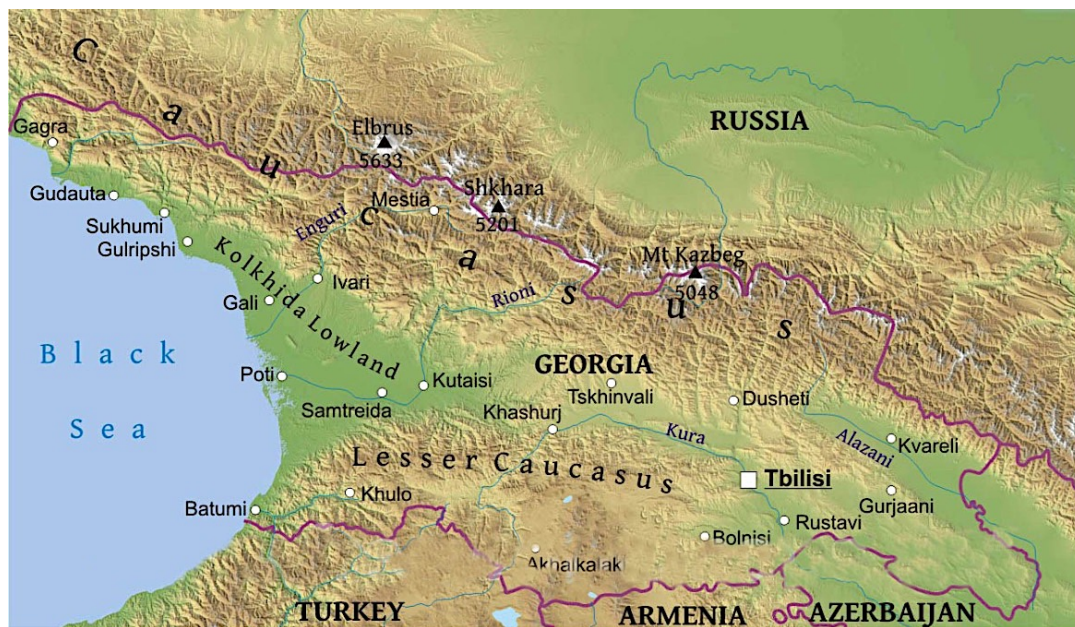 Caucasus
RUSSIA
Elbrus
5633
Gagra
Shkhara
5201
Mestia
Gudauta
Sukhumi
Gulripshi
Enguri
Mt Kazbeg
5048
Kolkhida Lowland
Ivari
Gali
Rioni
Black
Sea
GEORGIA
Poti
Kutaisi
Samtreida
Tskhinvali
Dusheti
Khashurj
Kura
Kvareli
Alazani
Lesser Caucasus
Tbilisi
Khulo
Gurjaani
Batumi
Rustavi
Bolnisi
Akhalkalaki
TURKEY
ARMENIA
AZERBAIJAN